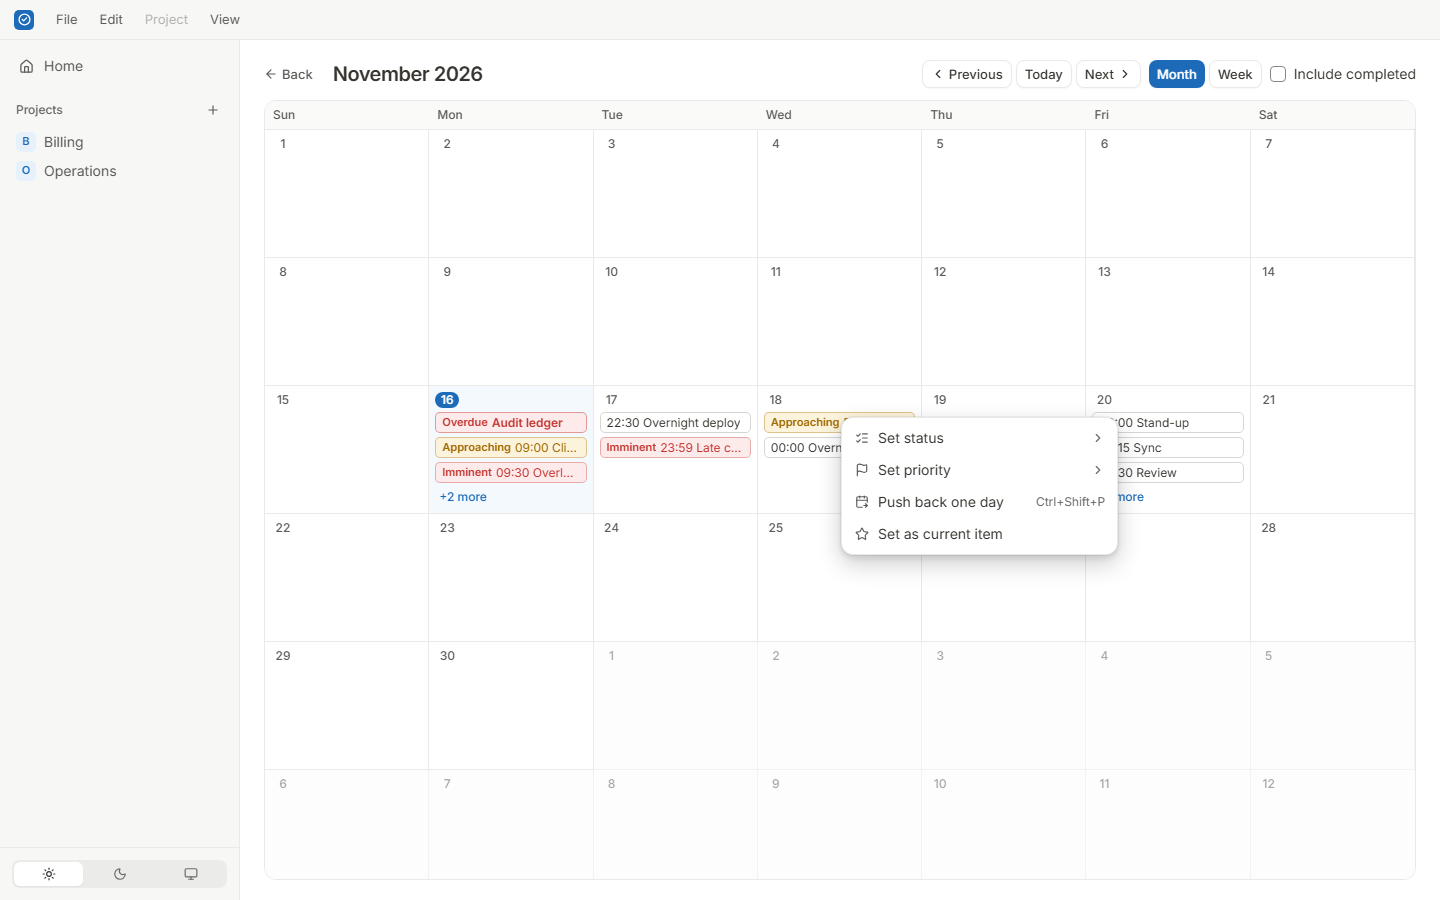 File Edit Project View
Home
Projects
B Billing
O Operations
Back November 2026 Previous Today Next Month Week Include completed
Sun Mon Tue Wed Thu Fri Sat
1 2 3 4 5 6 7
8 9 10 11 12 13 14
15 16 17 18 19 20 21
Overdue Audit ledger
Approaching 09:00 Cli...
Imminent 09:30 Overl...
+2 more
22:30 Overnight deploy
Imminent 23:59 Late c...
Approaching
00:00 Overn
:00 Stand-up
15 Sync
30 Review
more
Set status
Set priority
Push back one day Ctrl+Shift+P
Set as current item
22 23 24 25 28
29 30 1 2 3 4 5
6 7 8 9 10 11 12